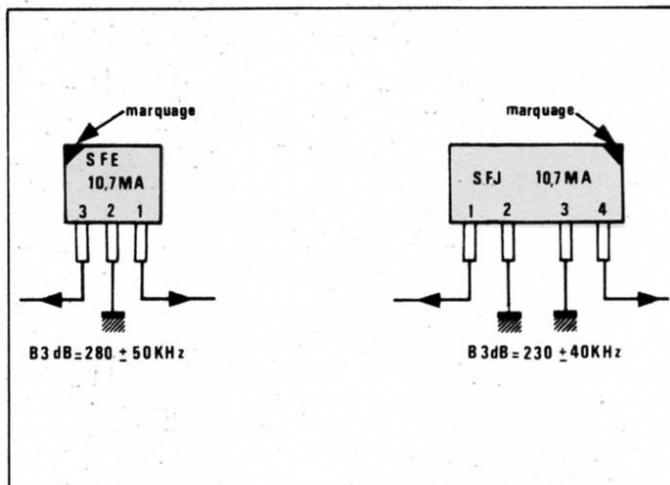 marquage
SFE
10,7MA
3 2 1
B3dB=280 ± 50KHz
marquage
SFJ 10,7MA
1 2 3 4
B3dB=230 ± 40KHz